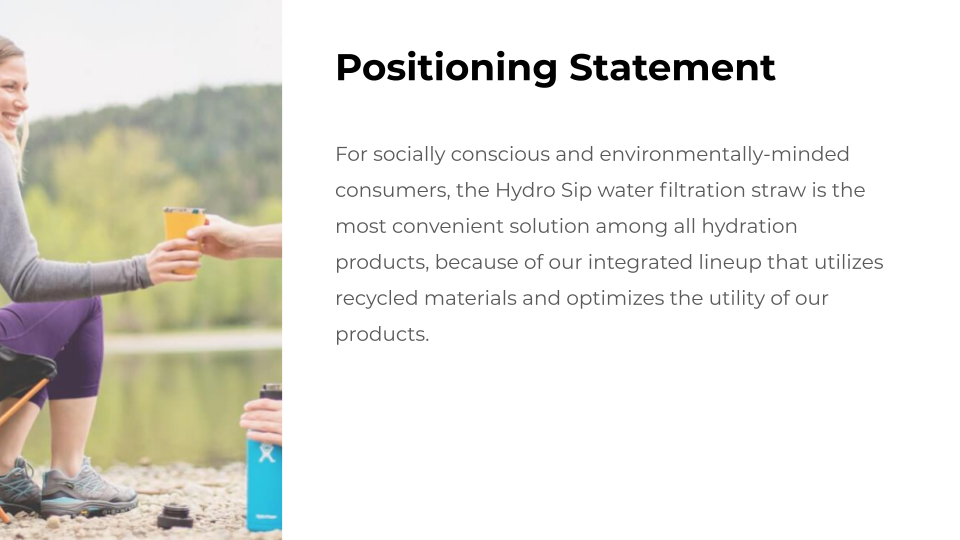 Positioning Statement
For socially conscious and environmentally-minded
consumers, the Hydro Sip water filtration straw is the
most convenient solution among all hydration
products, because of our integrated lineup that utilizes
recycled materials and optimizes the utility of our
products.